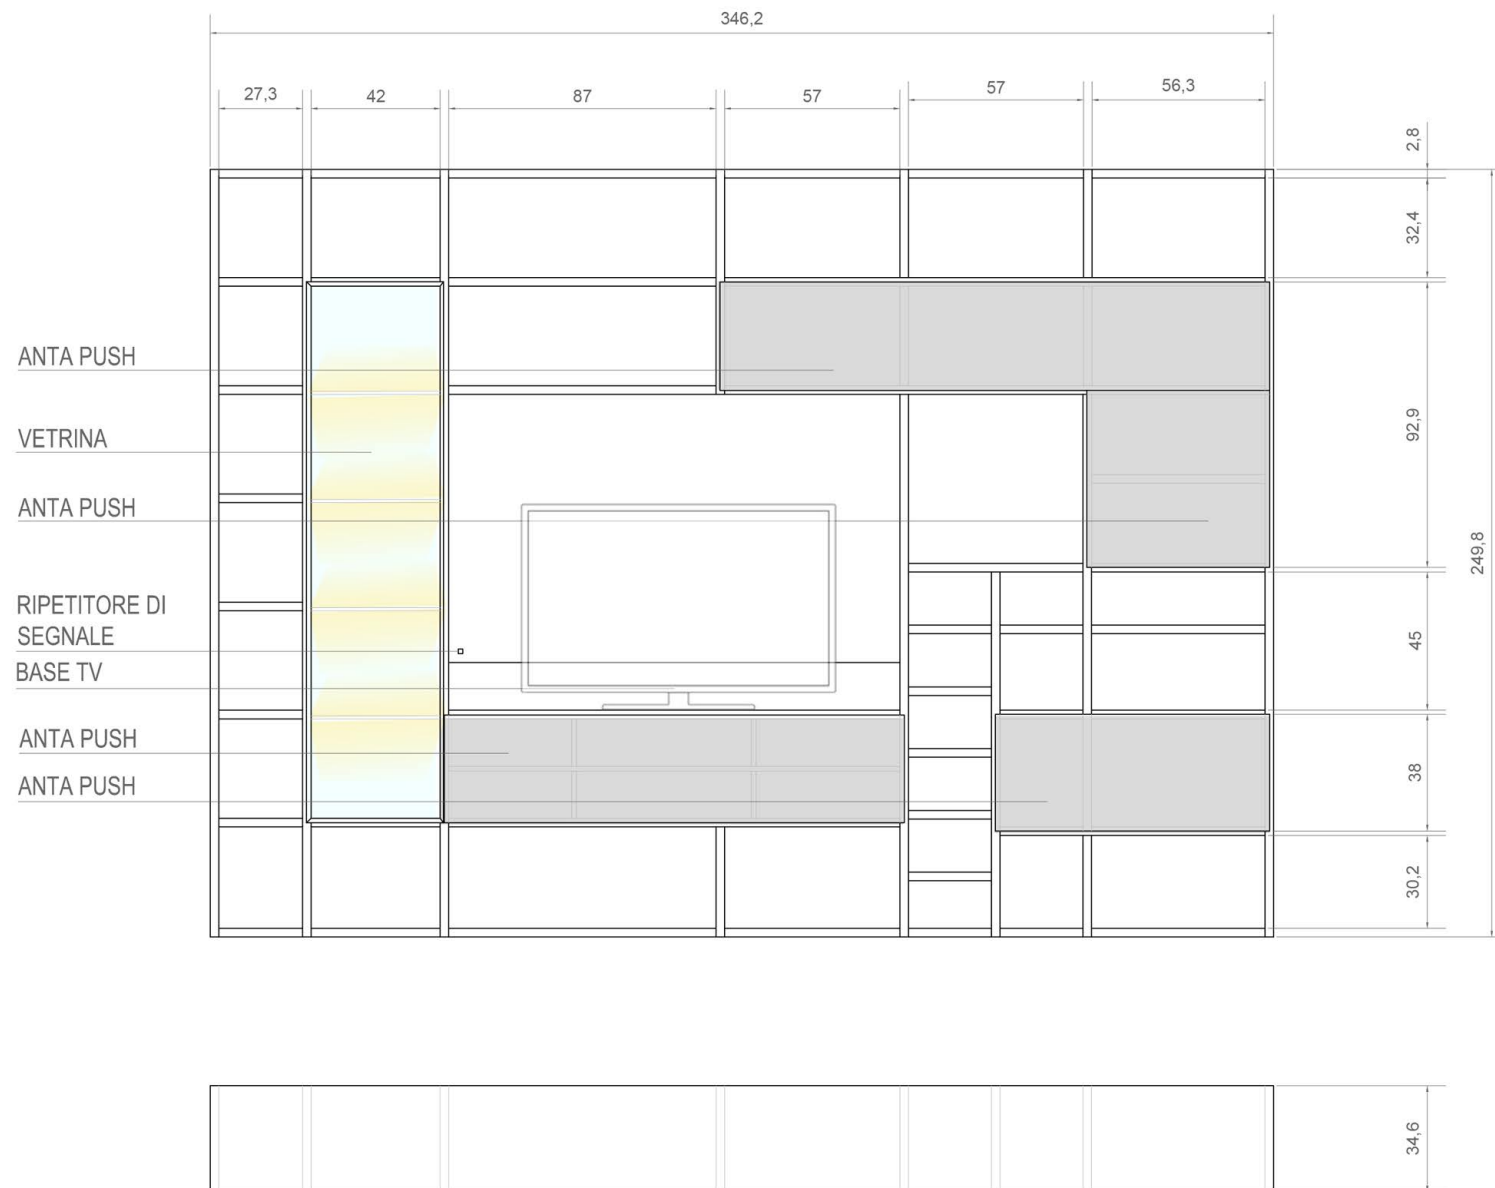 346,2
27,3
42
87
57
57
56,3
2,8
32,4
ANTA PUSH
92,9
VETRINA
ANTA PUSH
249,8
RIPETITORE DI
SEGNALE
45
BASE TV
ANTA PUSH
38
ANTA PUSH
30,2
34,6